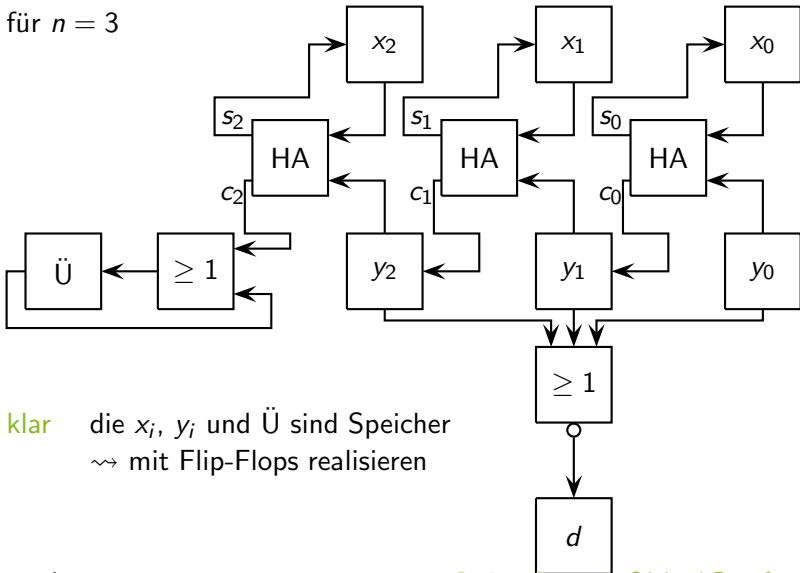 für n = 3
x₂ x₁ x₀
s₂ s₁ s₀
HA HA HA
c₂ c₁ c₀
Ü ≥ 1 y₂ y₁ y₀
≥ 1
klar die xᵢ, yᵢ und Ü sind Speicher
⇝ mit Flip-Flops realisieren
d